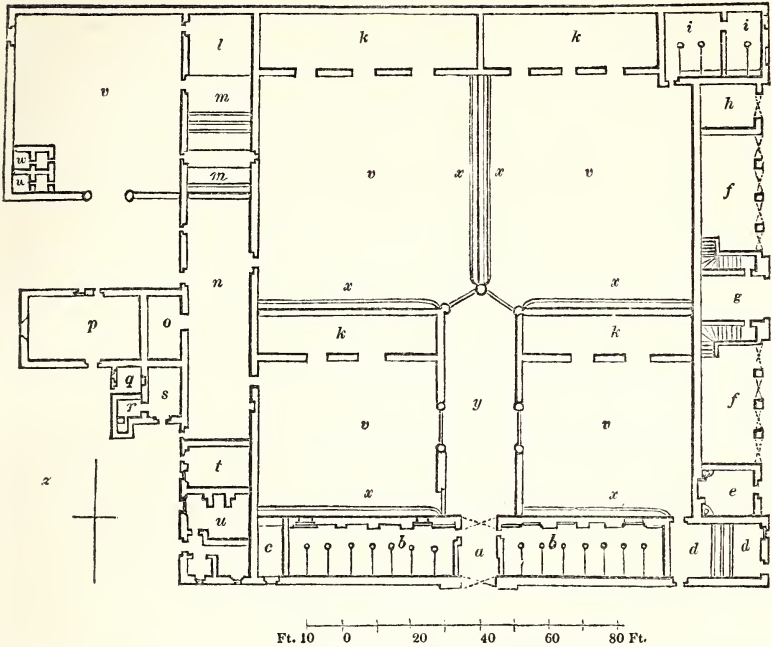 l k k i i
v m h
w
u m v x x v f
n x x g
p o k k
q s y f
r v v
z t x x e
u c b a b d d
Ft. 10 0 20 40 60 80 Ft.